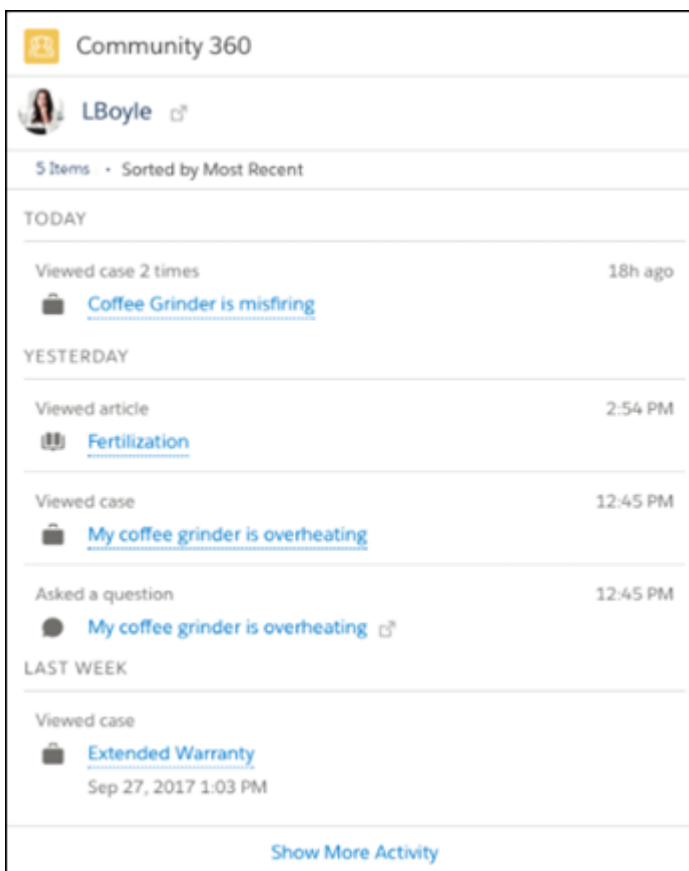 Community 360
LBoyle
5 Items • Sorted by Most Recent
TODAY
Viewed case 2 times 18h ago
Coffee Grinder is misfiring
YESTERDAY
Viewed article 2:54 PM
Fertilization
Viewed case 12:45 PM
My coffee grinder is overheating
Asked a question 12:45 PM
My coffee grinder is overheating
LAST WEEK
Viewed case
Extended Warranty
Sep 27, 2017 1:03 PM
Show More Activity